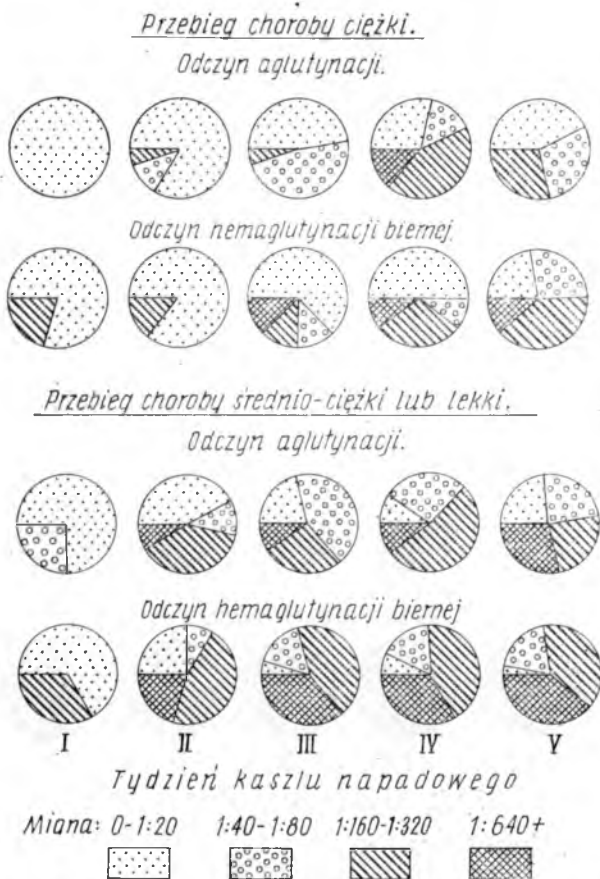 Przebieg choroby ciężki.
Odczyn aglutynacji.
Odczyn hemaglutynacji biernej.
Przebieg choroby średnio-ciężki lub lekki.
Odczyn aglutynacji.
Odczyn hemaglutynacji biernej
I II III IV V
Tydzień kaszlu napadowego
Miana: 0-1:20 1:40-1:80 1:160-1:320 1:640+